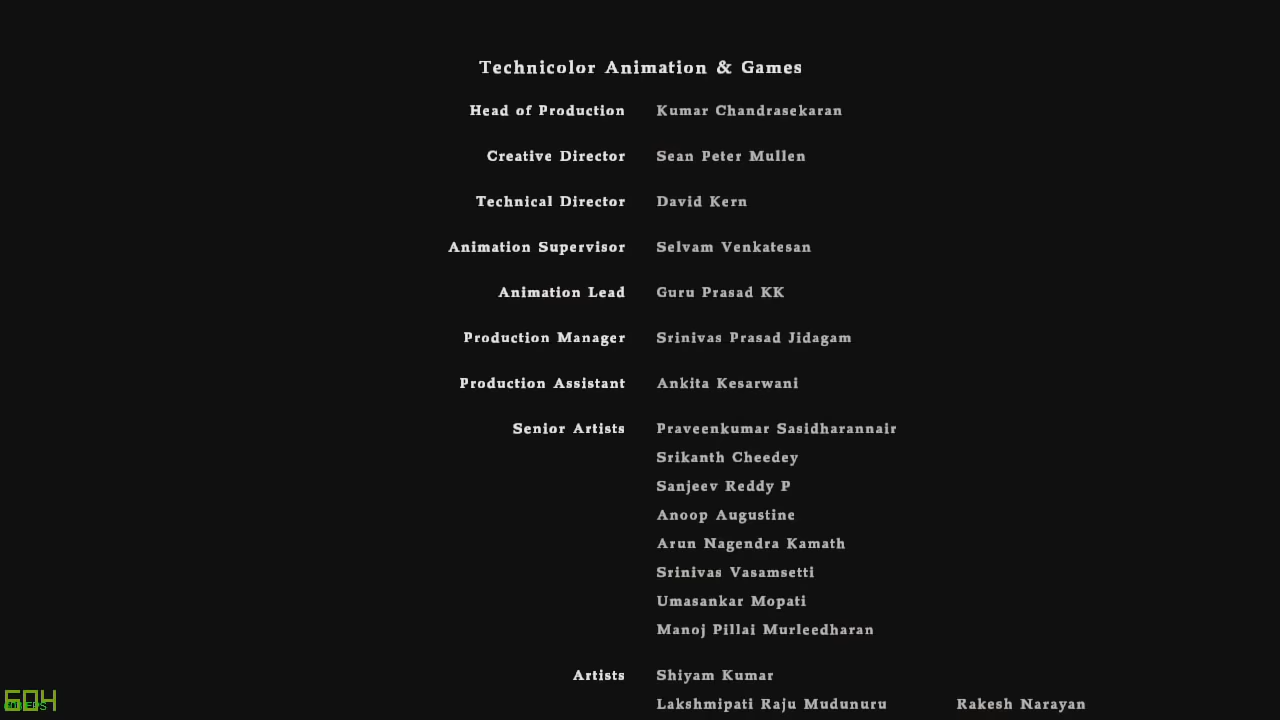 Technicolor Animation & Games
Head of Production Kumar Chandrasekaran
Creative Director Sean Peter Mullen
Technical Director David Kern
Animation Supervisor Selvam Venkatesan
Animation Lead Guru Prasad KK
Production Manager Srinivas Prasad Jidagam
Production Assistant Ankita Kesarwani
Senior Artists Praveenkumar Sasidharannair
Srikanth Cheedey
Sanjeev Reddy P
Anoop Augustine
Arun Nagendra Kamath
Srinivas Vasamsetti
Umasankar Mopati
Manoj Pillai Murleedharan
Artists Shiyam Kumar
Lakshmipati Raju Mudunuru Rakesh Narayan
604